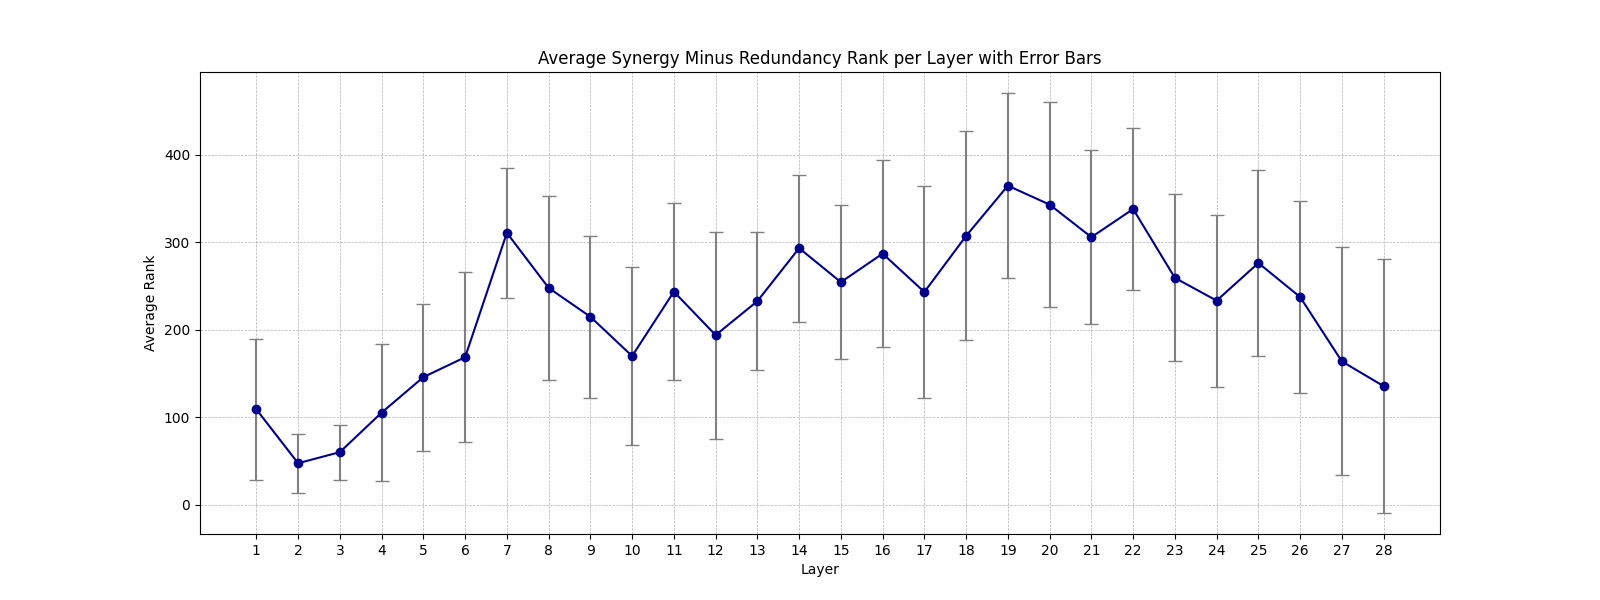 Average Synergy Minus Redundancy Rank per Layer with Error Bars
400
300
200
100
0
Average Rank
1 2 3 4 5 6 7 8 9 10 11 12 13 14 15 16 17 18 19 20 21 22 23 24 25 26 27 28
Layer